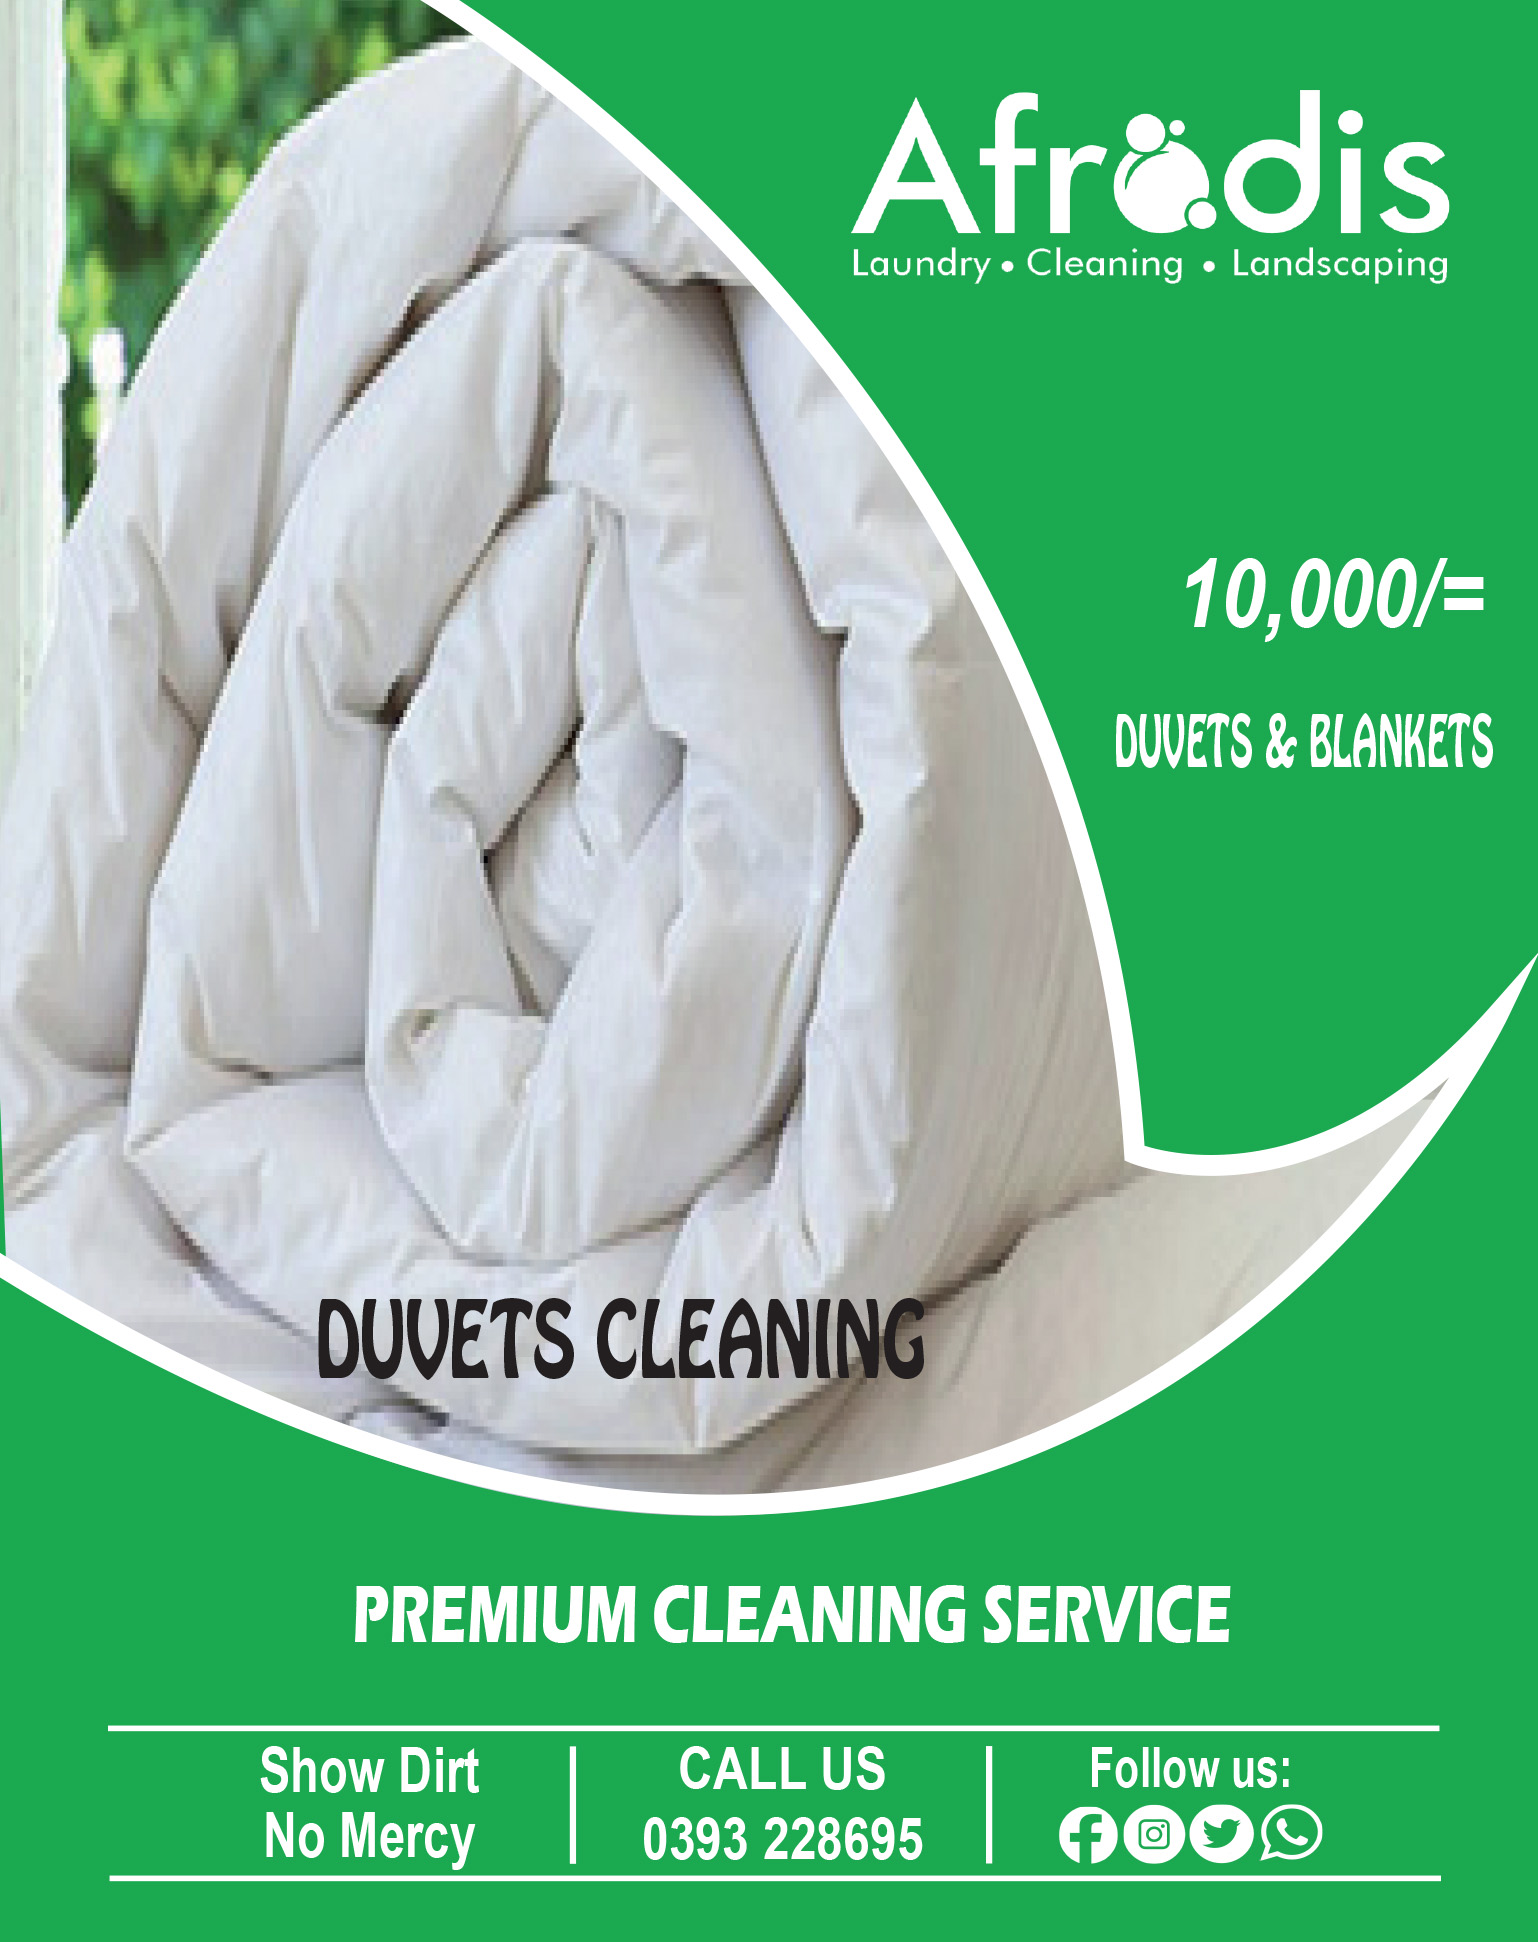 Afrodis
Laundry • Cleaning • Landscaping
10,000/=
DUVETS & BLANKETS
DUVETS CLEANING
PREMIUM CLEANING SERVICE
Show Dirt
No Mercy
CALL US
0393 228695
Follow us: